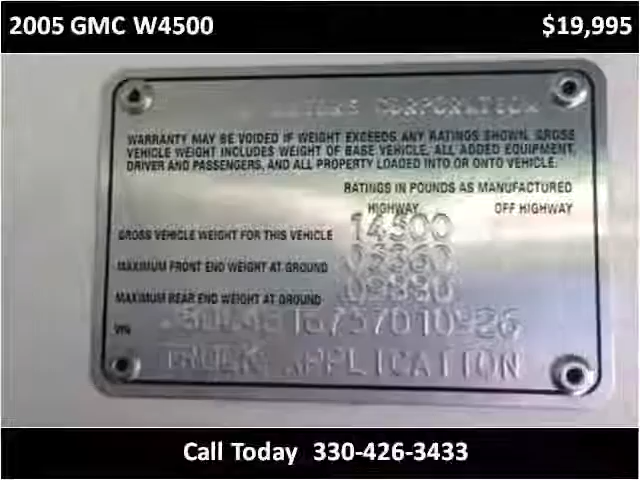 2005 GMC W4500 $19,995
MOTORS CORPORATION
WARRANTY MAY BE VOIDED IF WEIGHT EXCEEDS ANY RATINGS SHOWN. GROSS
VEHICLE WEIGHT INCLUDES WEIGHT OF BASE VEHICLE, ALL ADDED EQUIPMENT,
DRIVER AND PASSENGERS, AND ALL PROPERTY LOADED INTO OR ONTO VEHICLE.
RATINGS IN POUNDS AS MANUFACTURED
HIGHWAY OFF HIGHWAY
GROSS VEHICLE WEIGHT FOR THIS VEHICLE 14500
MAXIMUM FRONT END WEIGHT AT GROUND
MAXIMUM REAR END WEIGHT AT GROUND
VIN
TRUCK APPLICATION
Call Today 330-426-3433